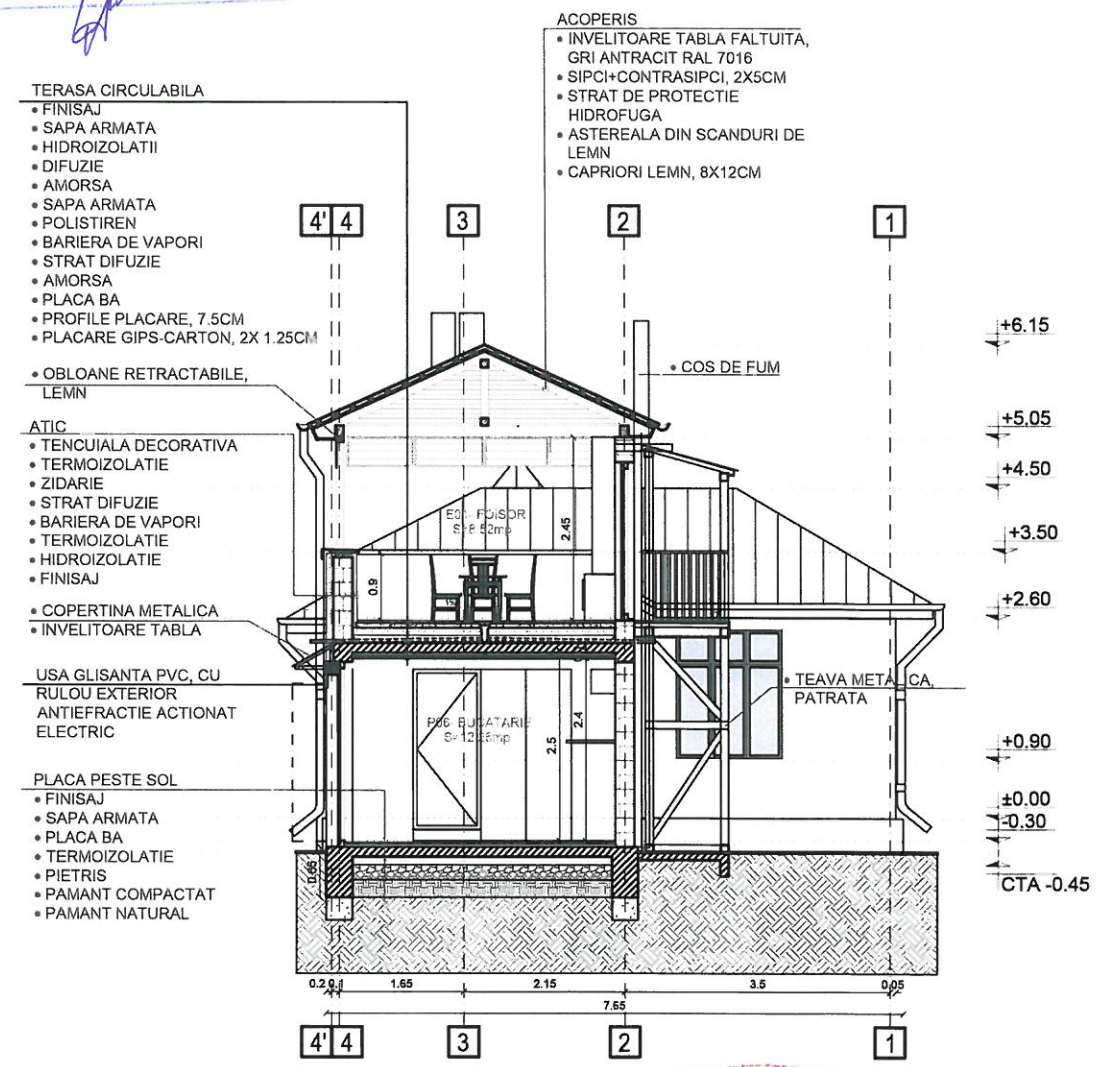 ACOPERIS
• INVELITOARE TABLA FALTUITA,
GRI ANTRACIT RAL 7016
• SIPCI+CONTRASIPCI, 2X5CM
• STRAT DE PROTECTIE
HIDROFUGA
• ASTEREALA DIN SCANDURI DE
LEMN
• CAPRIORI LEMN, 8X12CM
TERASA CIRCULABILA
• FINISAJ
• SAPA ARMATA
• HIDROIZOLATII
• DIFUZIE
• AMORSA
• SAPA ARMATA
• POLISTIREN
• BARIERA DE VAPORI
• STRAT DIFUZIE
• AMORSA
• PLACA BA
• PROFILE PLACARE, 7.5CM
• PLACARE GIPS-CARTON, 2X 1.25CM
• OBLOANE RETRACTABILE,
LEMN
ATIC
• TENCUIALA DECORATIVA
• TERMOIZOLATIE
• ZIDARIE
• STRAT DIFUZIE
• BARIERA DE VAPORI
• TERMOIZOLATIE
• HIDROIZOLATIE
• FINISAJ
• COPERTINA METALICA
• INVELITOARE TABLA
USA GLISANTA PVC, CU
RULOU EXTERIOR
ANTIEFRACTIE ACTIONAT
ELECTRIC
PLACA PESTE SOL
• FINISAJ
• SAPA ARMATA
• PLACA BA
• TERMOIZOLATIE
• PIETRIS
• PAMANT COMPACTAT
• PAMANT NATURAL
4' 4 3 2 1
• COS DE FUM
FOISOR
2.45
0.9
P06- BUCATARIE
2.5
2.4
• TEAVA METALICA,
PATRATA
0.65
+6.15
+5.05
+4.50
+3.50
+2.60
+0.90
±0.00
-0.30
CTA -0.45
0.2 0.1 1.65 2.15 3.5 0.05
7.65
4' 4 3 2 1